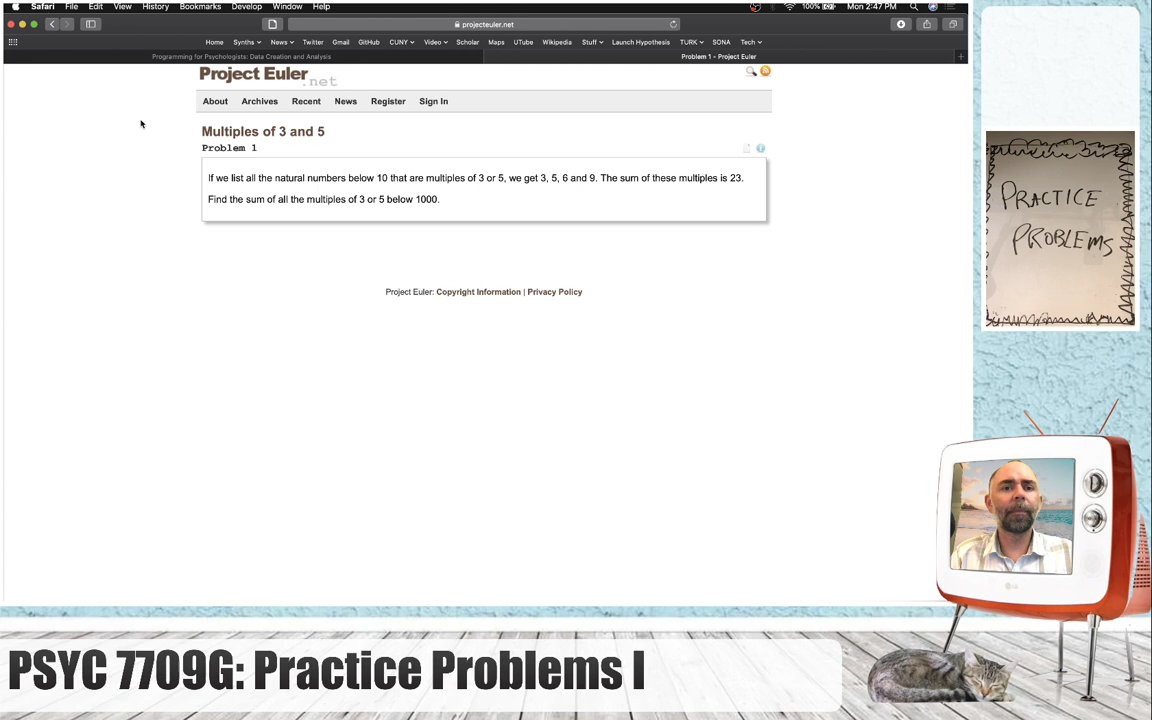 Safari File Edit View History Bookmarks Develop Window Help 100% Mon 2:47 PM
projecteuler.net
Home Synths News Twitter Gmail GitHub CUNY Video Scholar Maps UTube Wikipedia Stuff Launch Hypothesis TURK SONA Tech
Programming for Psychologists: Data Creation and Analysis Problem 1 - Project Euler
Project Euler
.net
About Archives Recent News Register Sign In
Multiples of 3 and 5
Problem 1
If we list all the natural numbers below 10 that are multiples of 3 or 5, we get 3, 5, 6 and 9. The sum of these multiples is 23.
Find the sum of all the multiples of 3 or 5 below 1000.
Project Euler: Copyright Information | Privacy Policy
PRACTICE
PROBLEMS
LG
PSYC 7709G: Practice Problems I